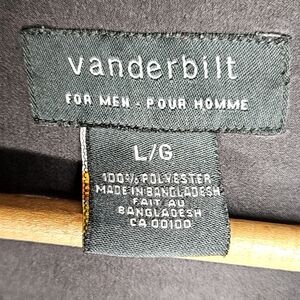 vanderbilt
FOR MEN - POUR HOMME
L/G
100% POLYESTER
MADE IN BANGLADESH
FAIT AU
BANGLADESH
CA 00100